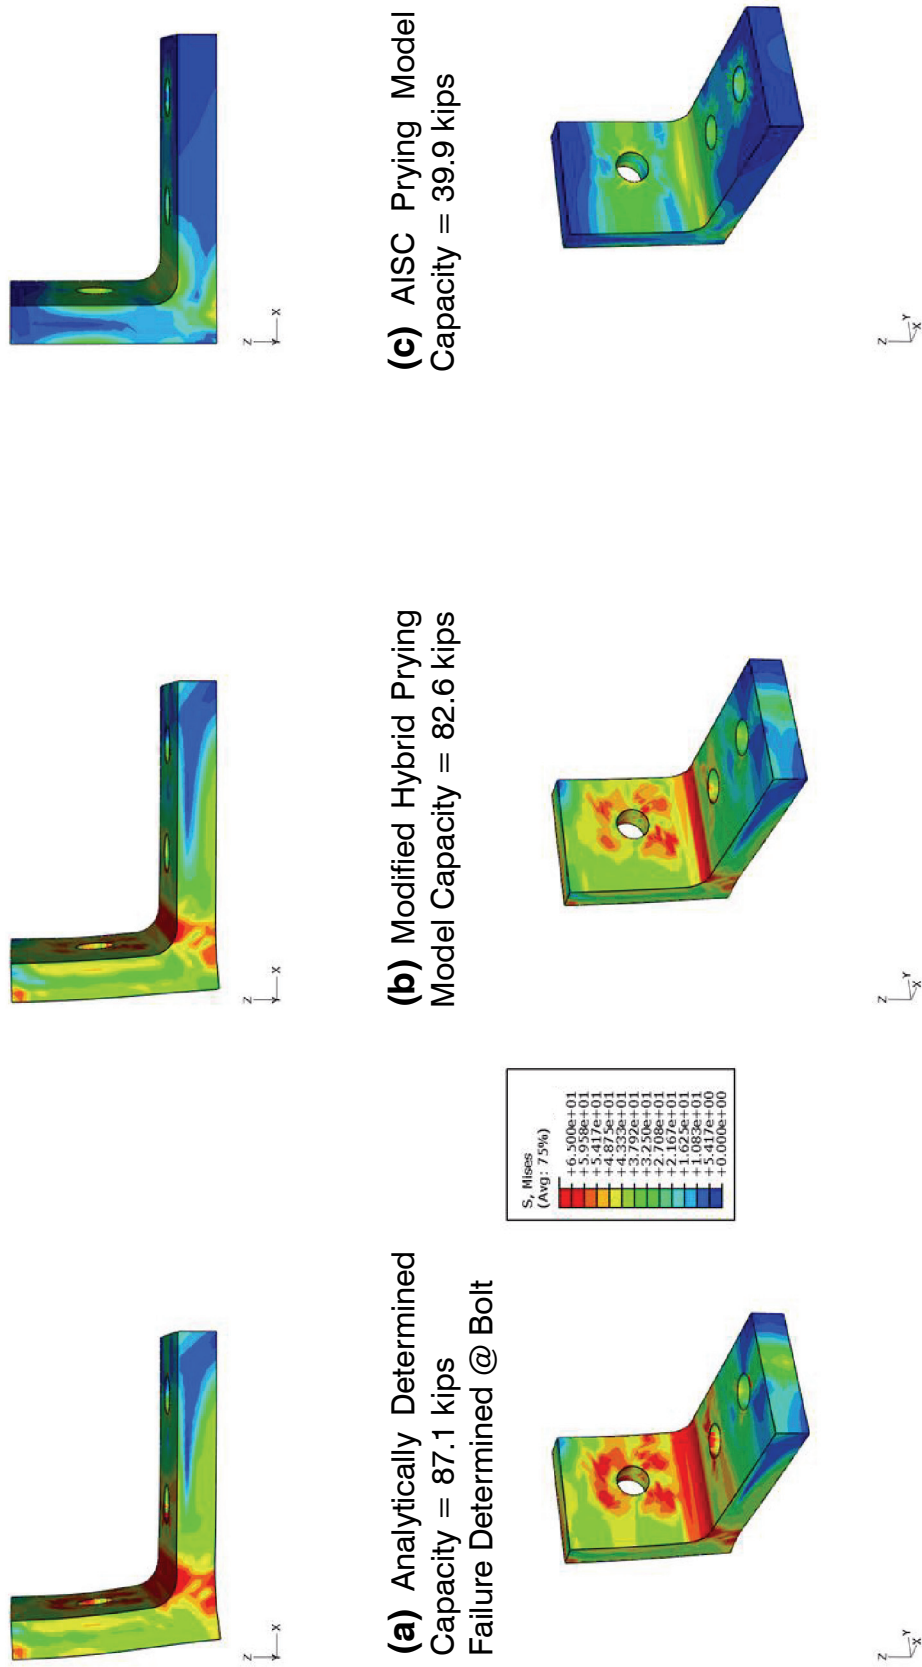 Z
Y
X
Z
Y
X
Z
Y
X
(a) Analytically Determined
Capacity = 87.1 kips
Failure Determined @ Bolt
(b) Modified Hybrid Prying
Model Capacity = 82.6 kips
(c) AISC Prying Model
Capacity = 39.9 kips
S, Mises
(Avg: 75%)
+6.500e+01
+5.958e+01
+5.417e+01
+4.875e+01
+4.333e+01
+3.792e+01
+3.250e+01
+2.708e+01
+2.167e+01
+1.625e+01
+1.083e+01
+5.417e+00
+0.000e+00
Z
Y
X
Z
Y
X
Z
Y
X